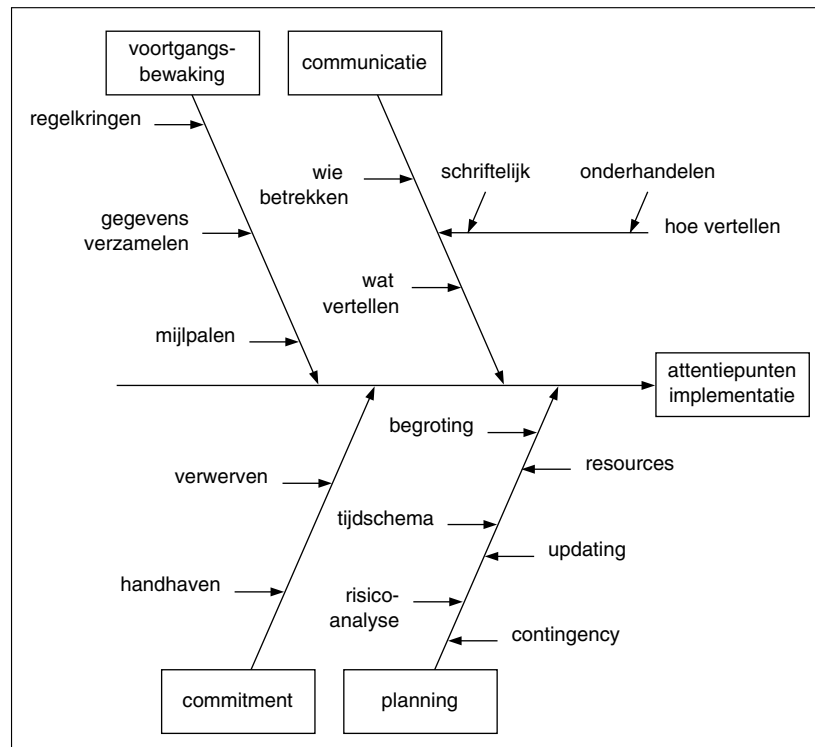 voortgangs-
bewaking
communicatie
regelkringen
wie
betrekken
schriftelijk
onderhandelen
gegevens
verzamelen
hoe vertellen
wat
vertellen
mijlpalen
attentiepunten
implementatie
begroting
resources
verwerven
tijdschema
updating
handhaven
risico-
analyse
contingency
commitment
planning